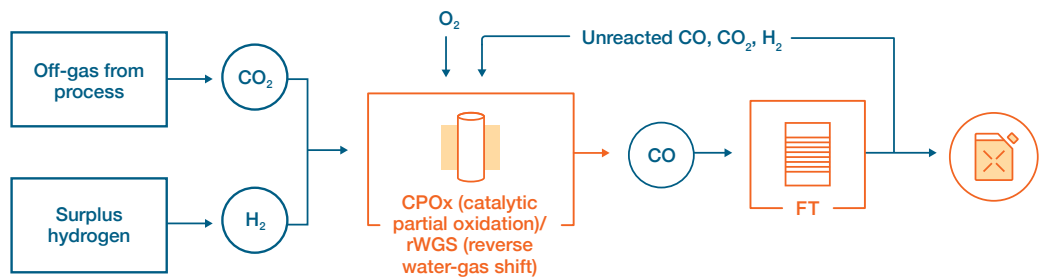 O₂
Unreacted CO, CO₂, H₂
Off-gas from
process
CO₂
CO
Surplus
hydrogen
H₂
CPOx (catalytic
partial oxidation)/
rWGS (reverse
water-gas shift)
FT